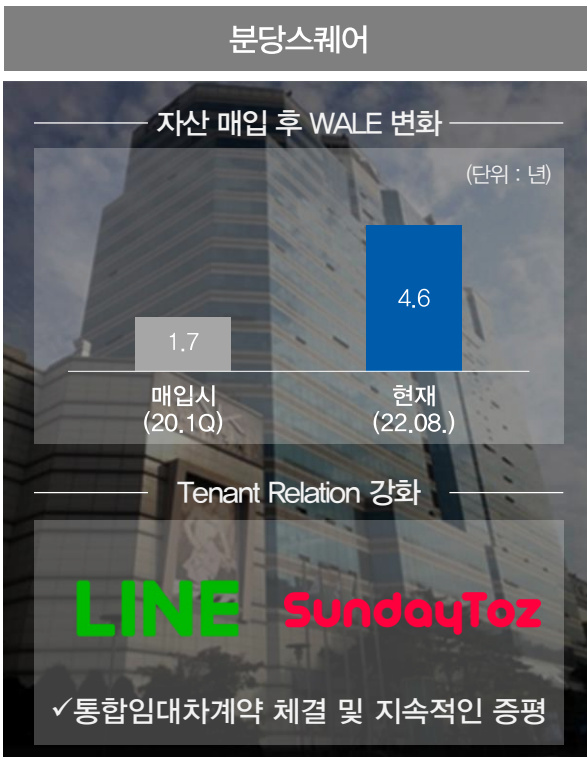 분당스퀘어
자산 매입 후 WALE 변화
(단위 : 년)
4.6
1.7
매입시
(20.1Q)
현재
(22.08.)
Tenant Relation 강화
LINE
SundayToz
✓통합임대차계약 체결 및 지속적인 증평